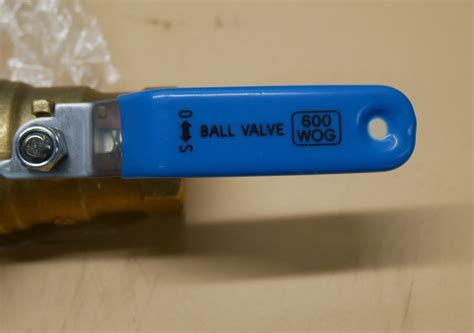 S ↔ O
BALL VALVE
600
WOG